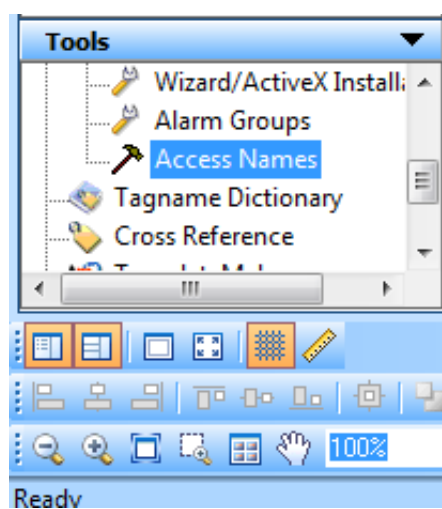 Tools
Wizard/ActiveX Installa
Alarm Groups
Access Names
Tagname Dictionary
Cross Reference
100%
Ready